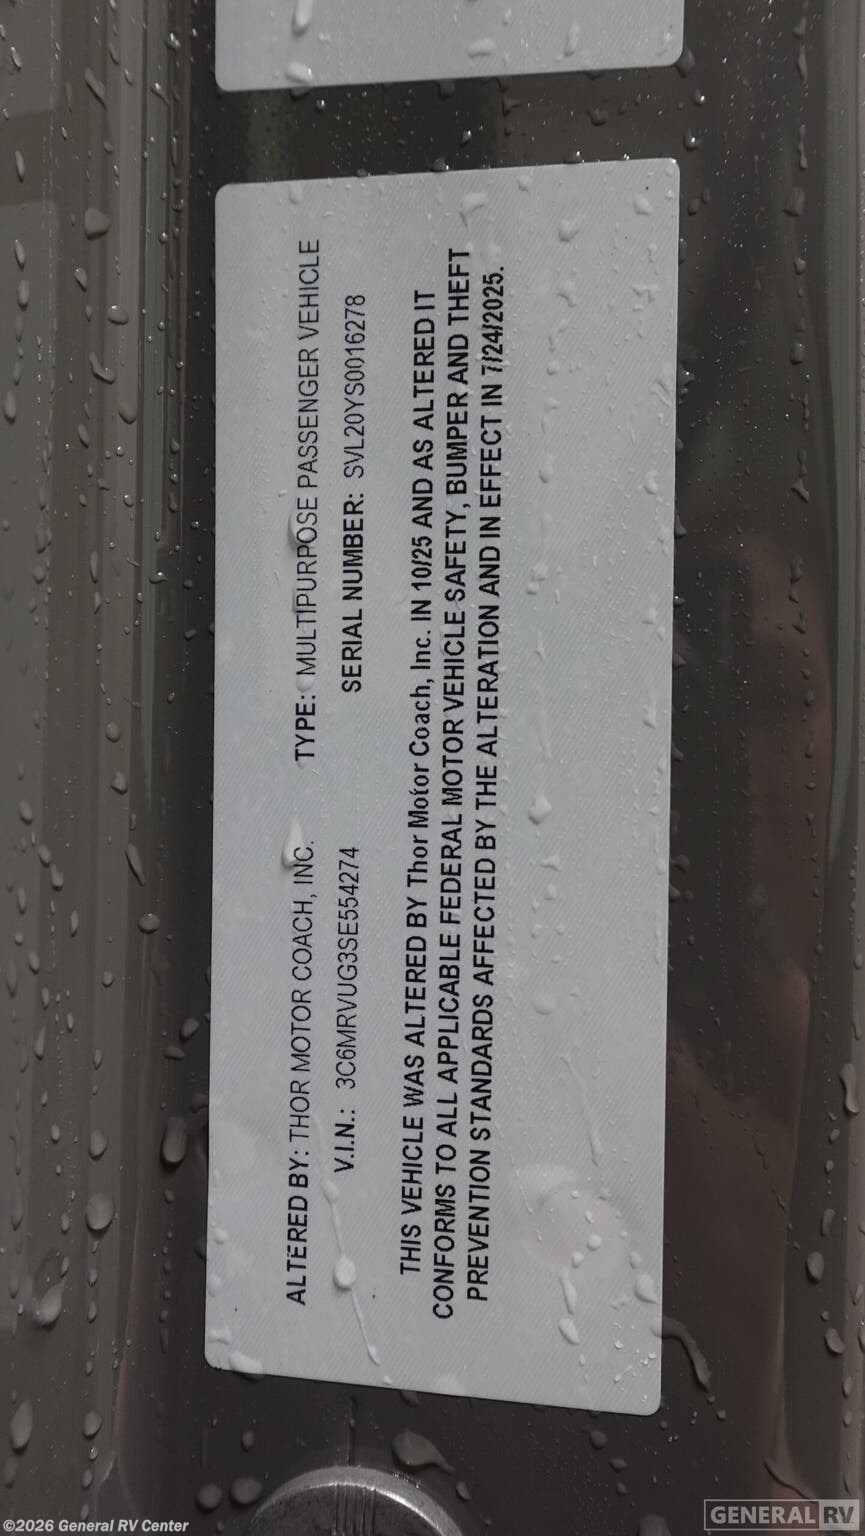 ALTERED BY: THOR MOTOR COACH, INC. TYPE: MULTIPURPOSE PASSENGER VEHICLE
V.I.N.: 3C6MRVUG3SE554274 SERIAL NUMBER: SVL20YS0016278
THIS VEHICLE WAS ALTERED BY Thor Motor Coach, Inc. IN 10/25 AND AS ALTERED IT
CONFORMS TO ALL APPLICABLE FEDERAL MOTOR VEHICLE SAFETY, BUMPER AND THEFT
PREVENTION STANDARDS AFFECTED BY THE ALTERATION AND IN EFFECT IN 7/24/2025.
©2026 General RV Center
GENERAL RV